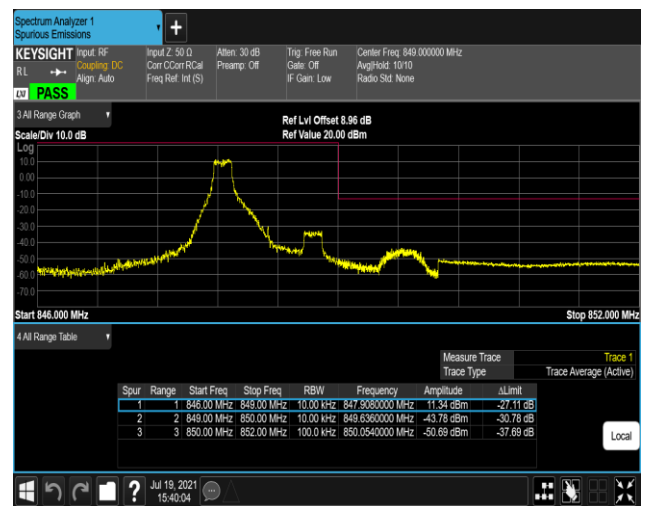 Spectrum Analyzer 1
Spurious Emissions
KEYSIGHT Input: RF Input Z: 50 Ω Atten: 30 dB Trig: Free Run Center Freq: 849.000000 MHz
RL Coupling: DC Corr CCorr RCal Preamp: Off Gate: Off Avg|Hold: 10/10
Align: Auto Freq Ref: Int (S) IF Gain: Low Radio Std: None
LXI PASS
3 All Range Graph
Ref Lvl Offset 8.96 dB
Scale/Div 10.0 dB Ref Value 20.00 dBm
Log
10.0
0.00
-10.0
-20.0
-30.0
-40.0
-50.0
-60.0
-70.0
Start 846.000 MHz Stop 852.000 MHz
4 All Range Table
Measure Trace Trace 1
Trace Type Trace Average (Active)
Spur Range Start Freq Stop Freq RBW Frequency Amplitude ΔLimit
1 1 846.00 MHz 849.00 MHz 10.00 kHz 847.9080000 MHz 11.34 dBm -27.11 dB
2 2 849.00 MHz 850.00 MHz 10.00 kHz 849.6360000 MHz -43.78 dBm -30.78 dB
3 3 850.00 MHz 852.00 MHz 100.0 kHz 850.0540000 MHz -50.69 dBm -37.69 dB
Local
Jul 19, 2021
15:40:04